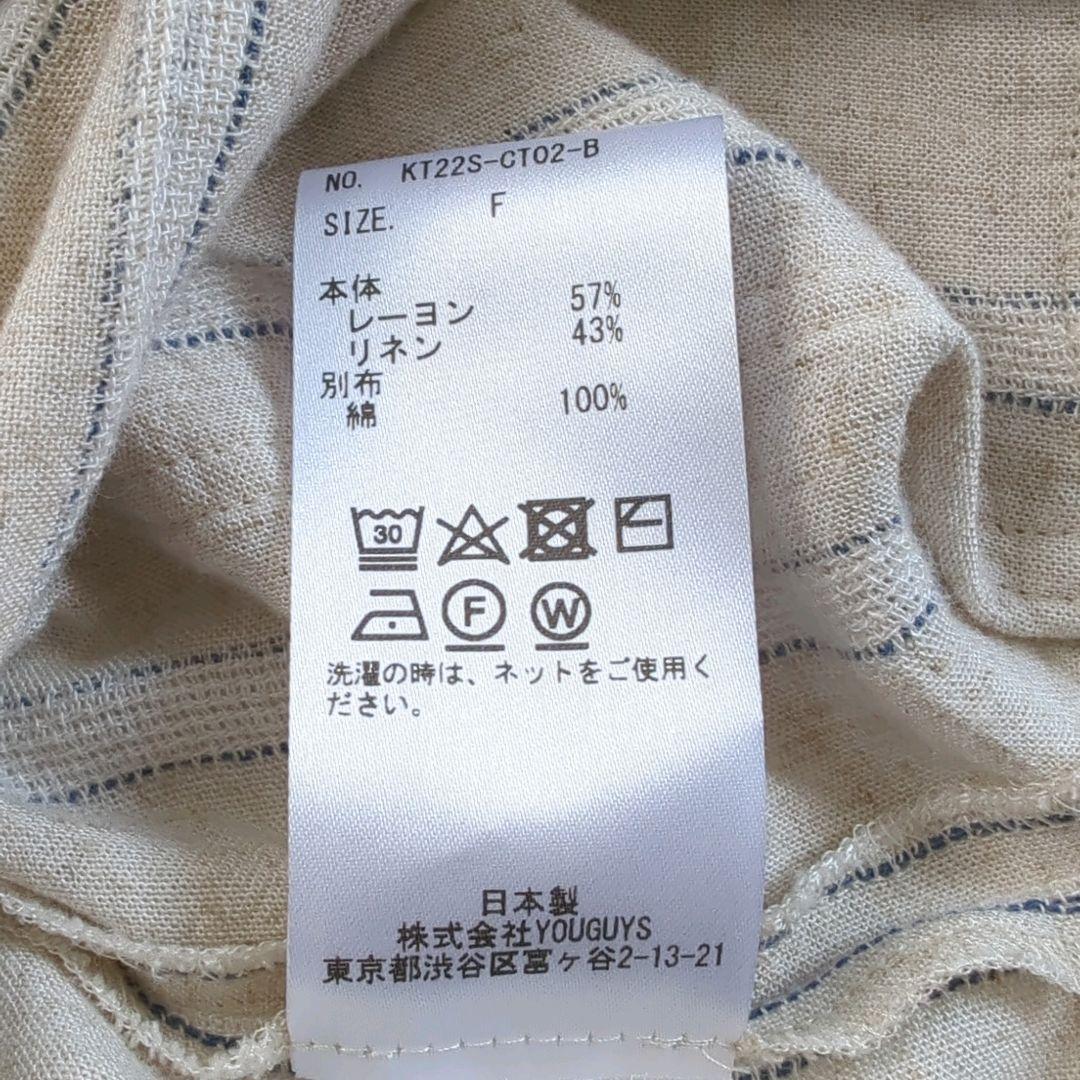 NO. KT22S-CT02-B
SIZE. F
本体
レーヨン 57%
リネン 43%
別布
綿 100%
30
F W
洗濯の時は、ネットをご使用く
ださい。
日本製
株式会社YOUGUYS
東京都渋谷区富ヶ谷2-13-21